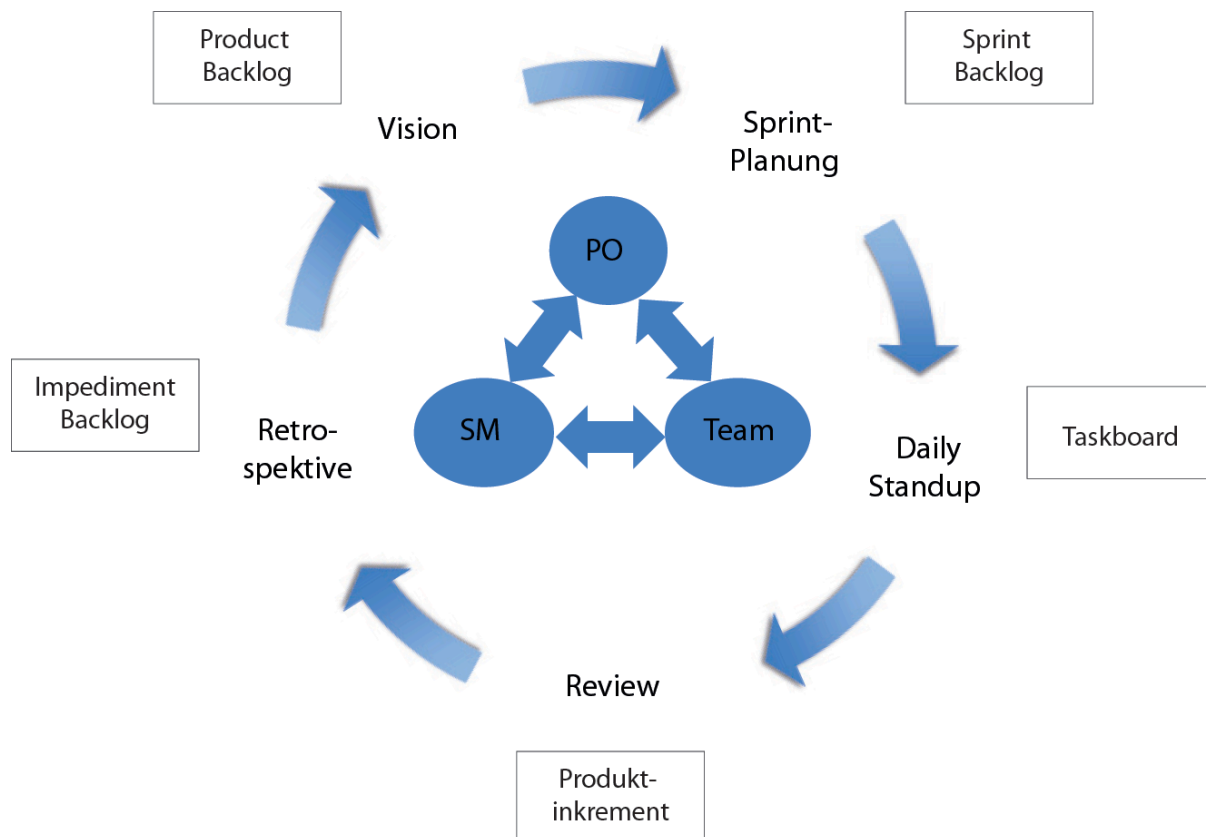 Product
Backlog
Sprint
Backlog
Vision
Sprint-
Planung
PO
Impediment
Backlog
Retro-
spektive
SM
Team
Daily
Standup
Taskboard
Review
Produkt-
inkrement